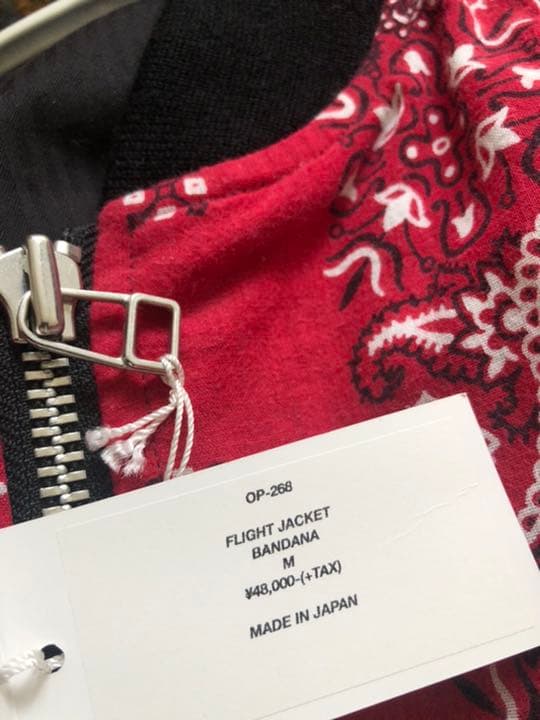 OP-268
FLIGHT JACKET
BANDANA
M
¥48,000-(+TAX)
MADE IN JAPAN